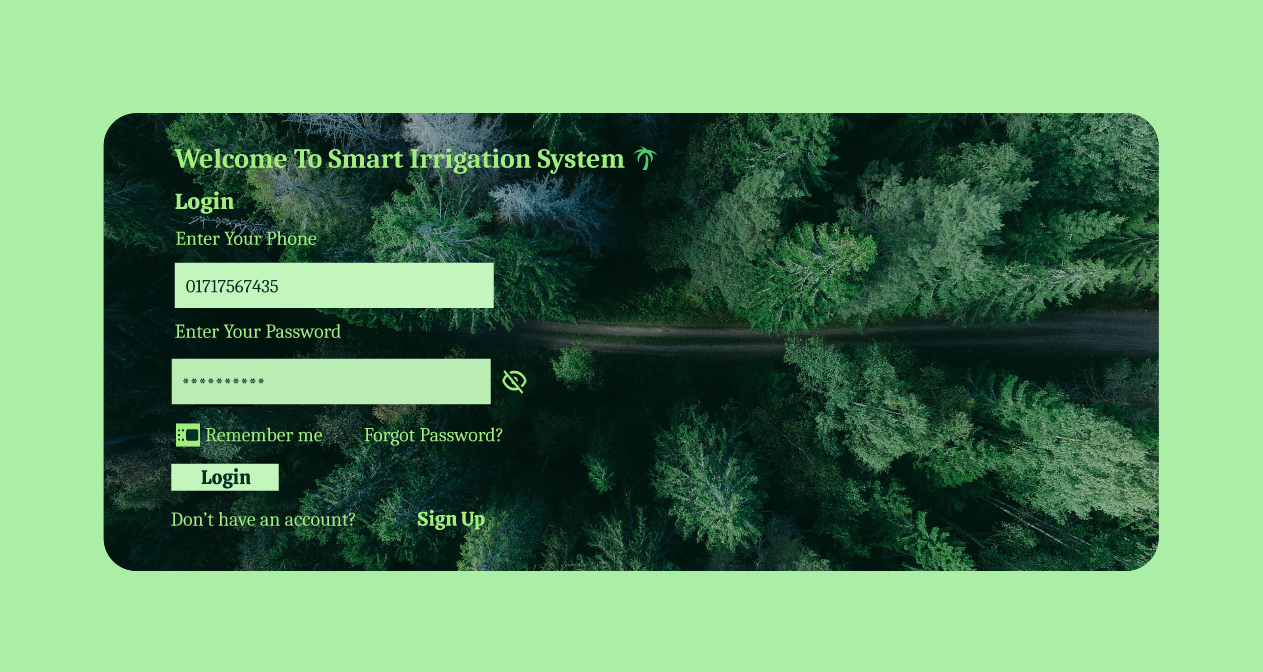 Welcome To Smart Irrigation System 🌴
Login
Enter Your Phone
01717567435
Enter Your Password
**********
Remember me Forgot Password?
Login
Don’t have an account? Sign Up